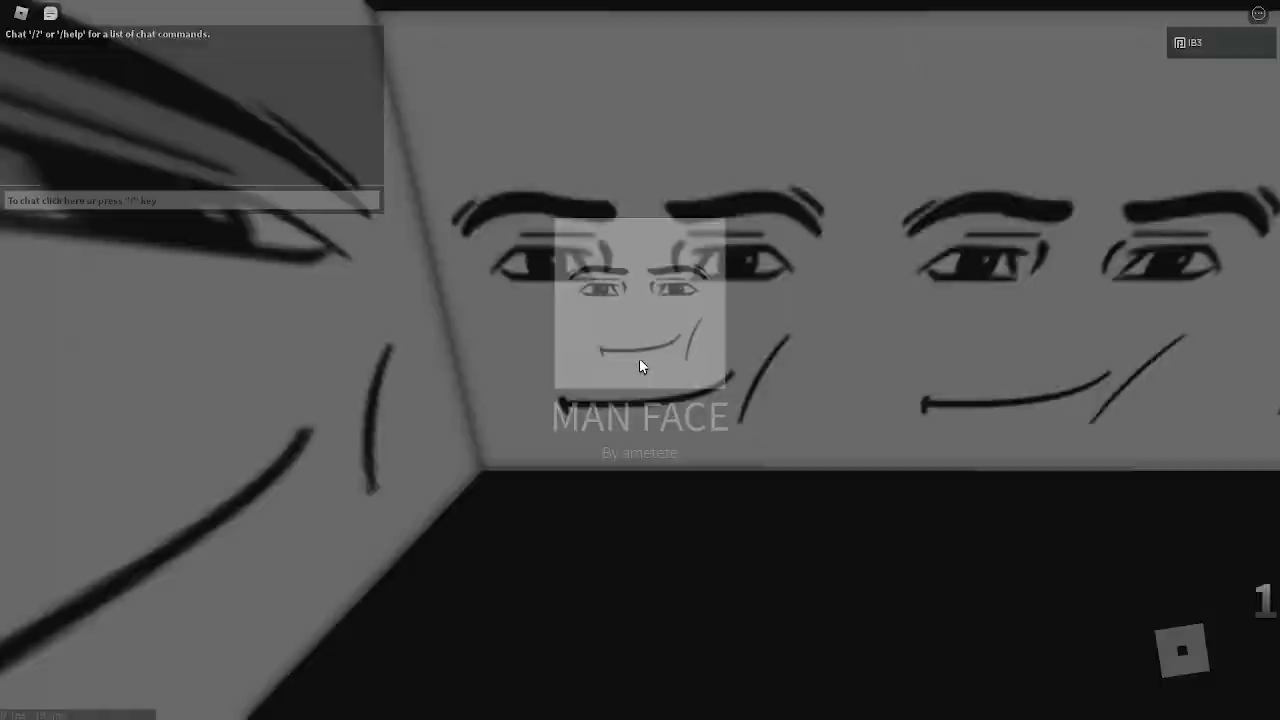 Chat '/?' or '/help' for a list of chat commands.
IB3
To chat click here or press "/" key
MAN FACE
By ametete
1